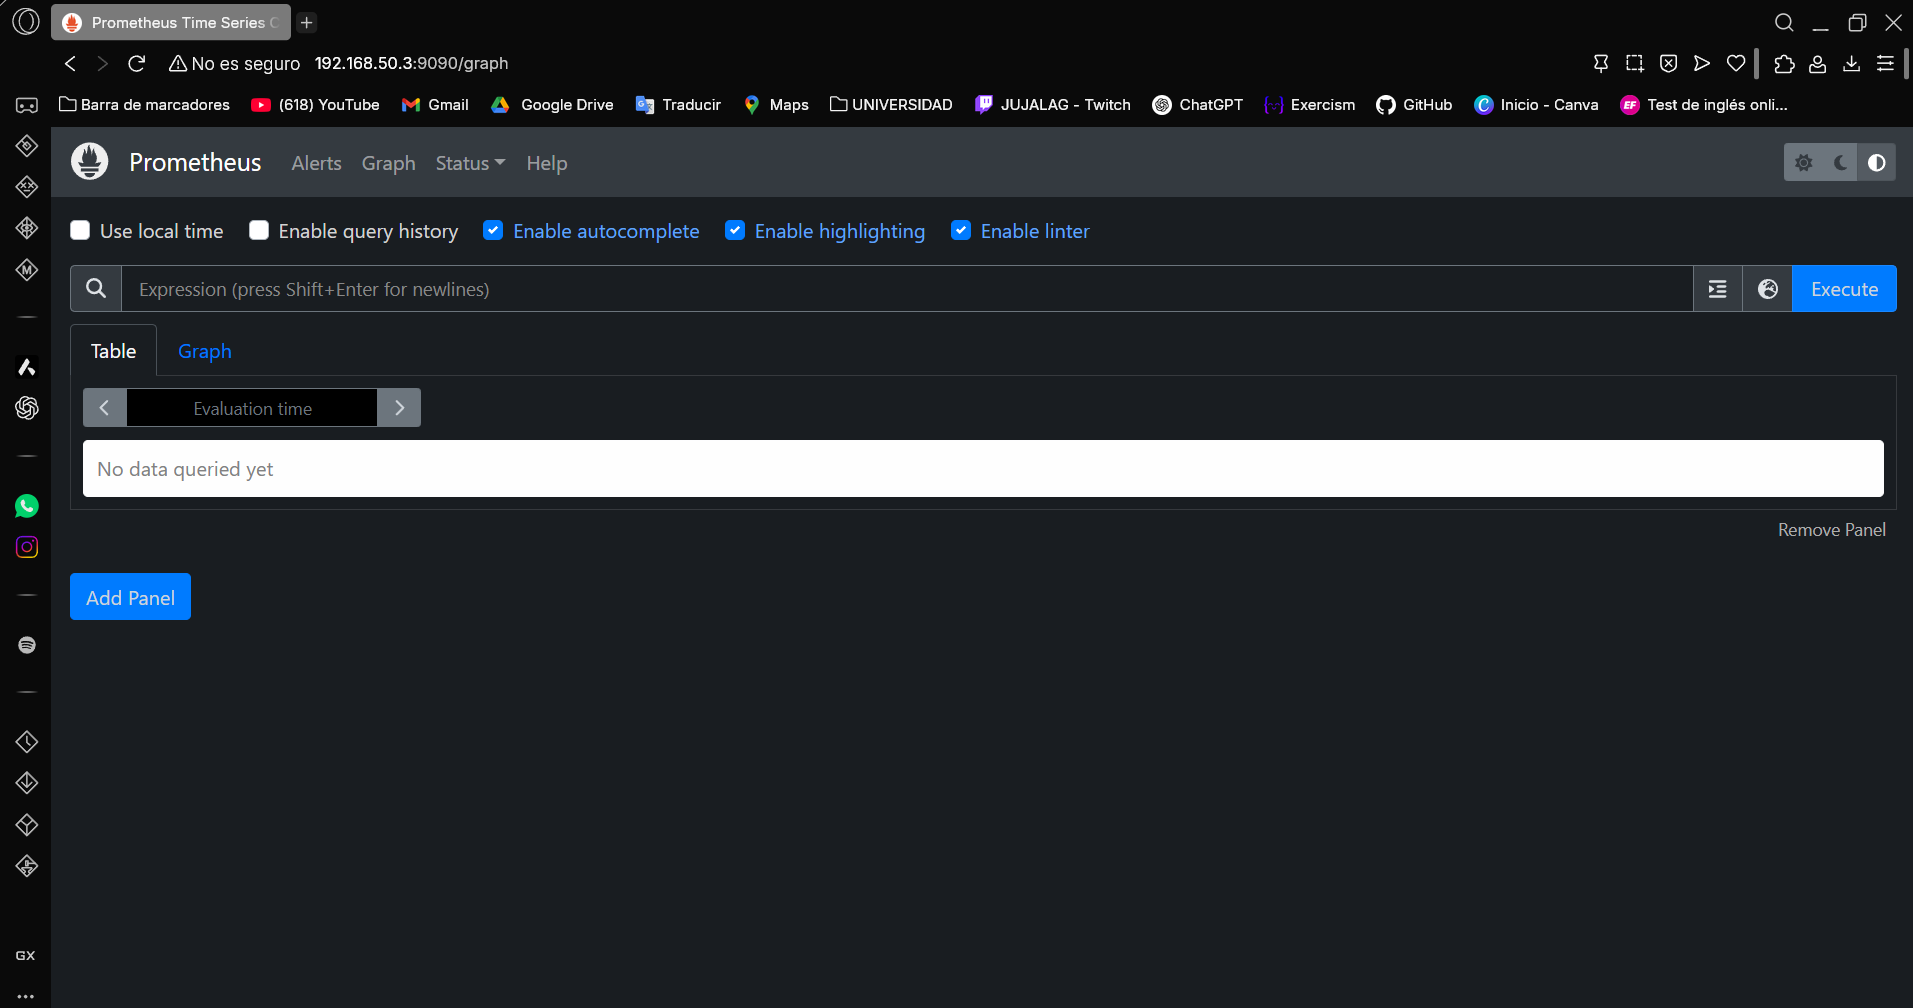 Prometheus Time Series C
No es seguro 192.168.50.3:9090/graph
Barra de marcadores (618) YouTube Gmail Google Drive Traducir Maps UNIVERSIDAD JUJALAG - Twitch ChatGPT Exercism GitHub Inicio - Canva EF Test de inglés onli...
Prometheus Alerts Graph Status Help
Use local time Enable query history Enable autocomplete Enable highlighting Enable linter
Expression (press Shift+Enter for newlines) Execute
Table Graph
Evaluation time
No data queried yet
Remove Panel
Add Panel
GX